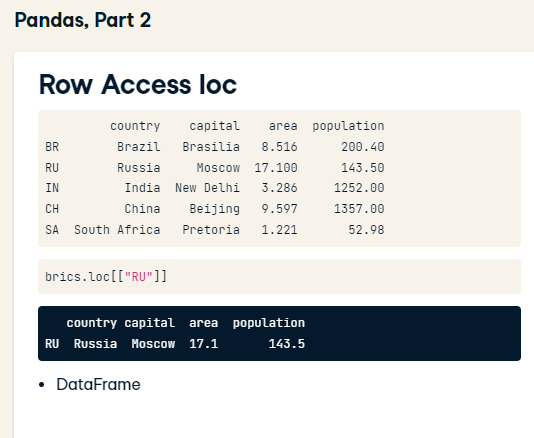 Pandas, Part 2
Row Access loc
country capital area population
BR Brazil Brasilia 8.516 200.40
RU Russia Moscow 17.100 143.50
IN India New Delhi 3.286 1252.00
CH China Beijing 9.597 1357.00
SA South Africa Pretoria 1.221 52.98
brics.loc[["RU"]]
country capital area population
RU Russia Moscow 17.1 143.5
• DataFrame